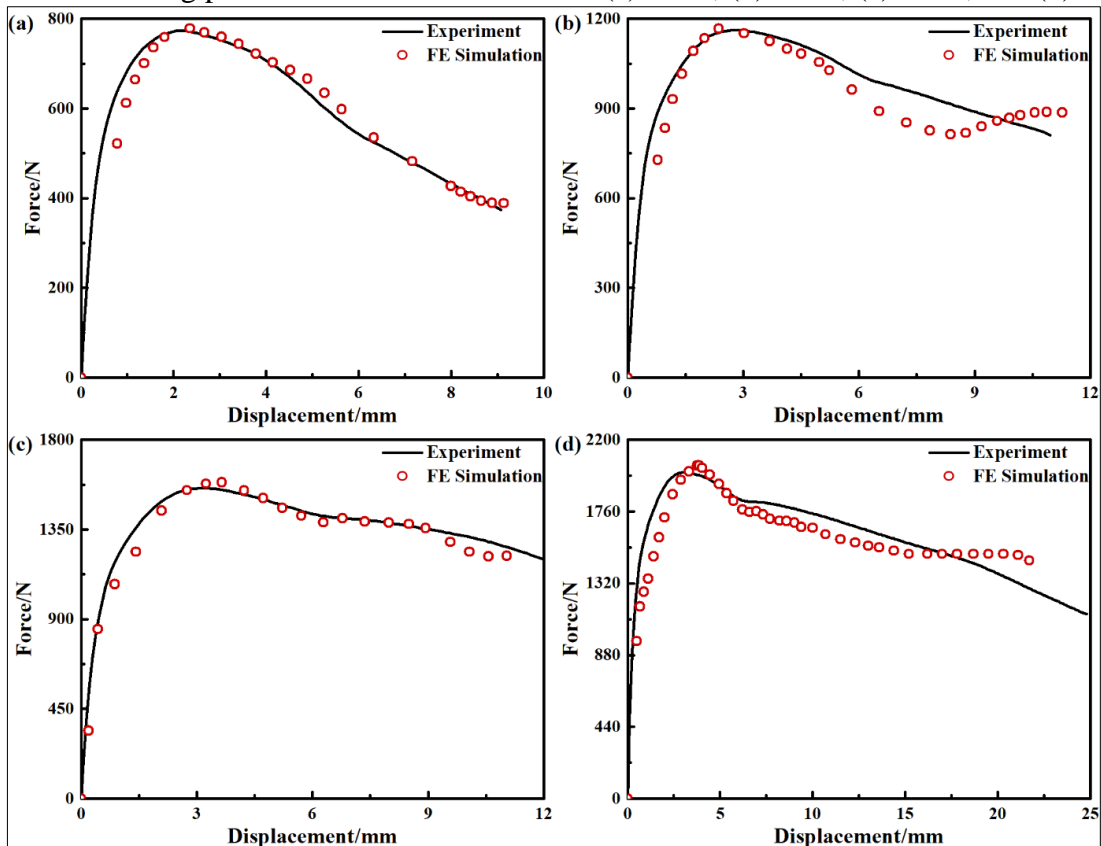 (a)
800
600
400
200
0
Force/N
Experiment
FE Simulation
0 2 4 6 8 10
Displacement/mm
(b)
1200
900
600
300
0
Force/N
Experiment
FE Simulation
0 3 6 9 12
Displacement/mm
(c)
1800
1350
900
450
0
Force/N
Experiment
FE Simulation
0 3 6 9 12
Displacement/mm
(d)
2200
1760
1320
880
440
0
Force/N
Experiment
FE Simulation
0 5 10 15 20 25
Displacement/mm